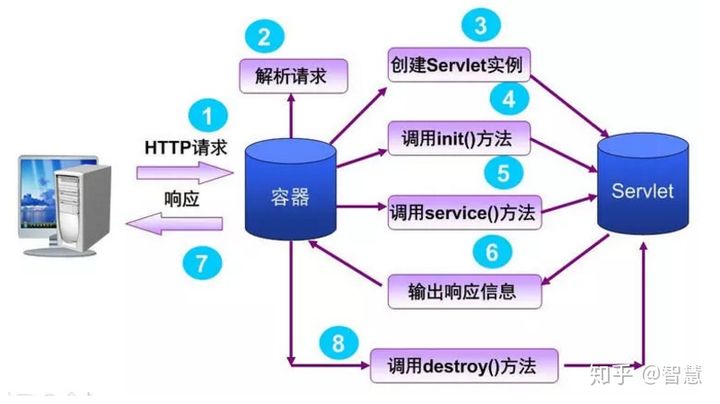 1
HTTP请求
响应
7
2
解析请求
容器
3
创建Servlet实例
4
调用init()方法
5
调用service()方法
6
输出响应信息
8
调用destroy()方法
Servlet
知乎 @智慧